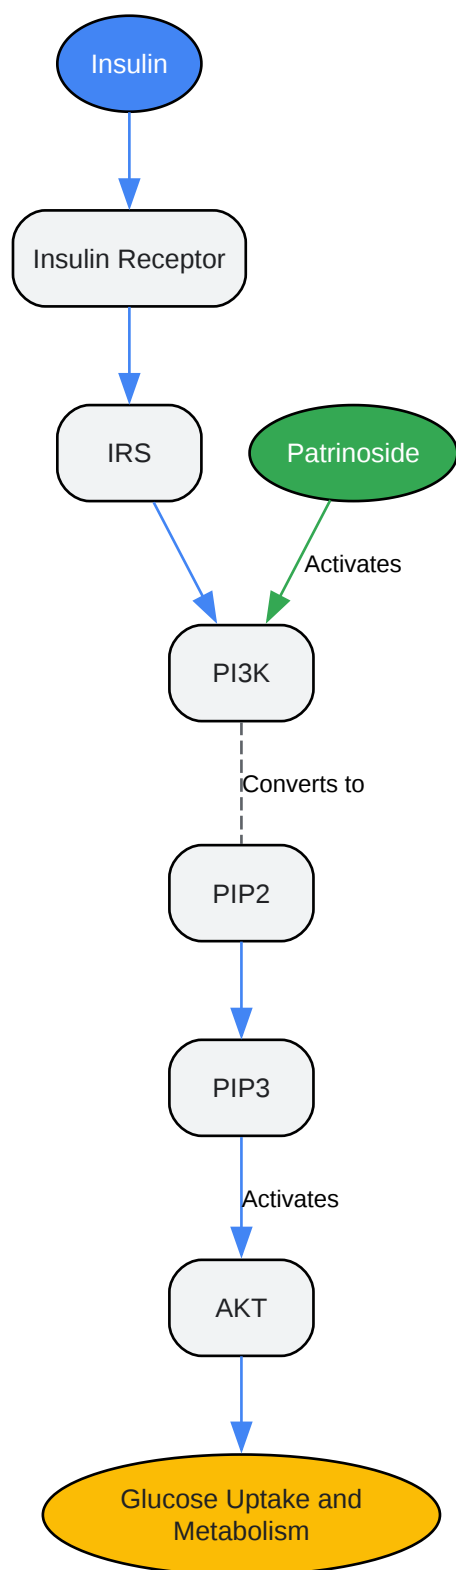 Insulin
Insulin Receptor
IRS
Patrinoside
Activates
PI3K
Converts to
PIP2
PIP3
Activates
AKT
Glucose Uptake and
Metabolism